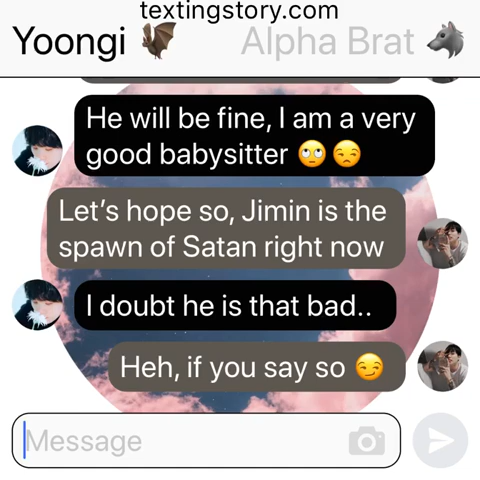 textingstory.com
Yoongi 🦇 Alpha Brat 🐺
He will be fine, I am a very
good babysitter 🙄😒
Let’s hope so, Jimin is the
spawn of Satan right now
I doubt he is that bad..
Heh, if you say so 😏
Message